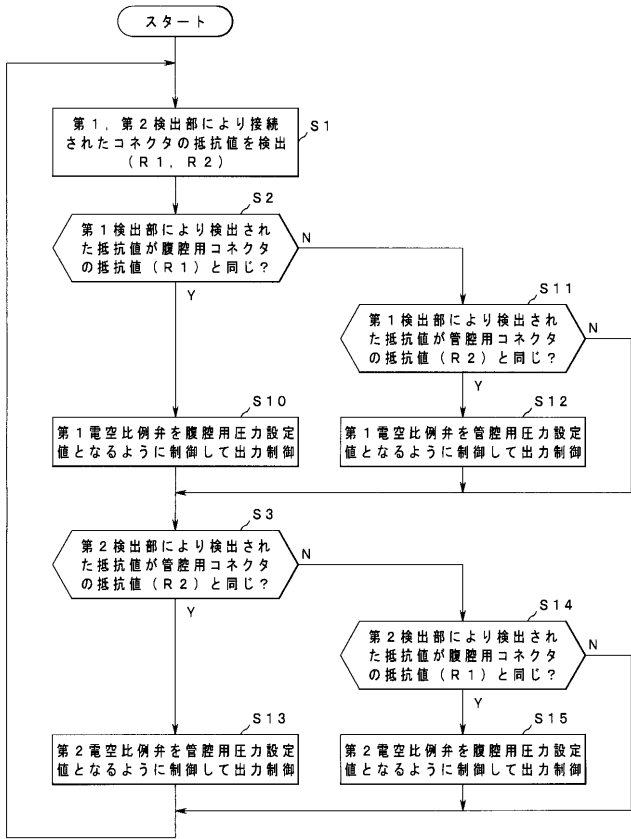 スタート
第１，第２検出部により接続
されたコネクタの抵抗値を検出
（Ｒ１，Ｒ２）
Ｓ１
Ｓ２
第１検出部により検出され
た抵抗値が腹腔用コネクタ
の抵抗値（Ｒ１）と同じ？
Ｎ
Ｙ
Ｓ１１
第１検出部により検出され
た抵抗値が管腔用コネクタ
の抵抗値（Ｒ２）と同じ？
Ｎ
Ｙ
Ｓ１０
第１電空比例弁を腹腔用圧力設定
値となるように制御して出力制御
Ｓ１２
第１電空比例弁を管腔用圧力設定
値となるように制御して出力制御
Ｓ３
第２検出部により検出され
た抵抗値が管腔用コネクタ
の抵抗値（Ｒ２）と同じ？
Ｎ
Ｙ
Ｓ１４
第２検出部により検出され
た抵抗値が腹腔用コネクタ
の抵抗値（Ｒ１）と同じ？
Ｎ
Ｙ
Ｓ１３
第２電空比例弁を管腔用圧力設定
値となるように制御して出力制御
Ｓ１５
第２電空比例弁を腹腔用圧力設定
値となるように制御して出力制御